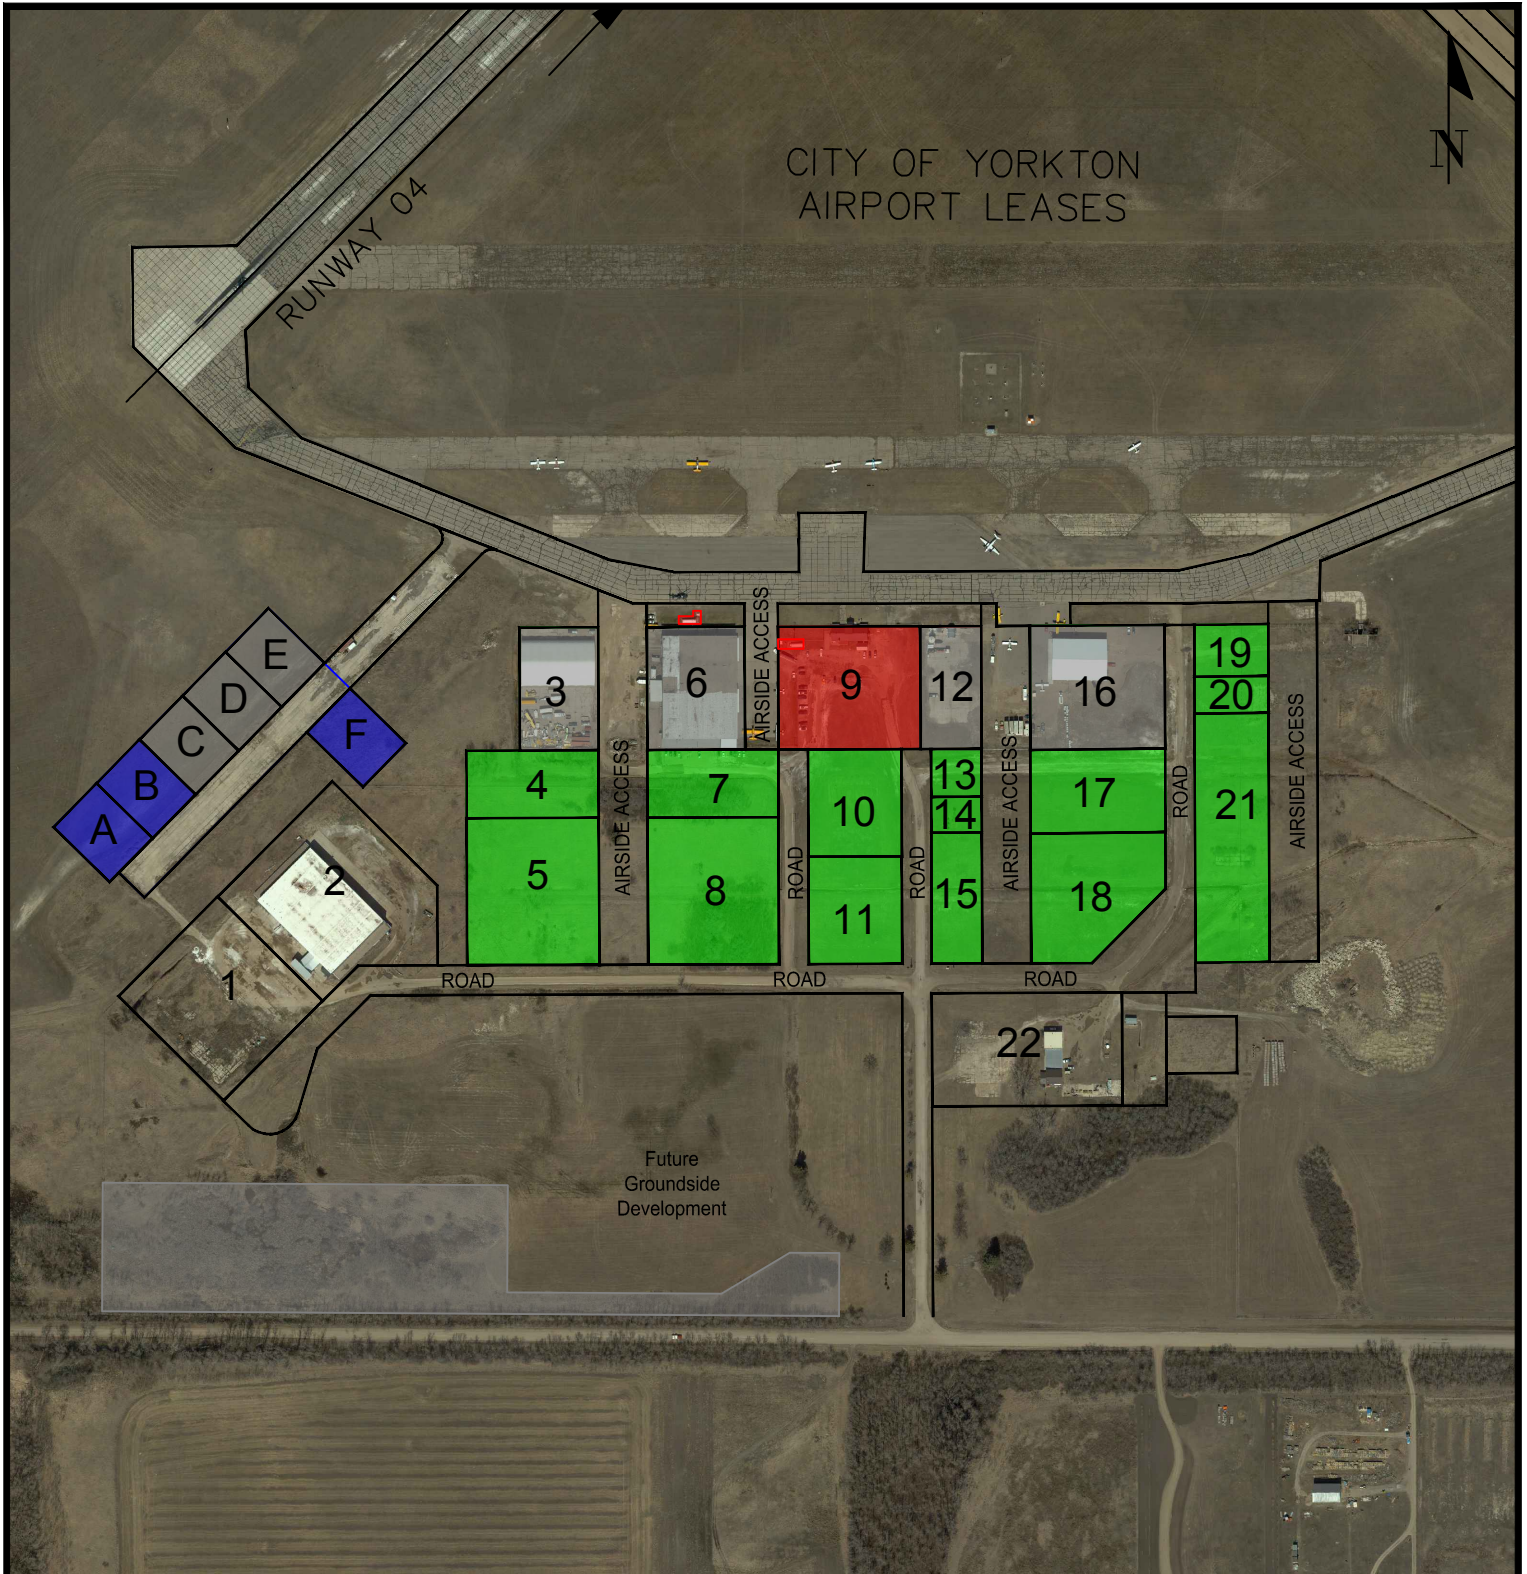 CITY OF YORKTON
AIRPORT LEASES
N
RUNWAY 04
E
D
C
B
A
F
3
6
9
12
16
19
20
4
7
10
13
14
17
21
5
8
11
15
18
2
1
22
AIRSIDE ACCESS
AIRSIDE ACCESS
AIRSIDE ACCESS
AIRSIDE ACCESS
ROAD
ROAD
ROAD
ROAD
ROAD
ROAD
Future
Groundside
Development